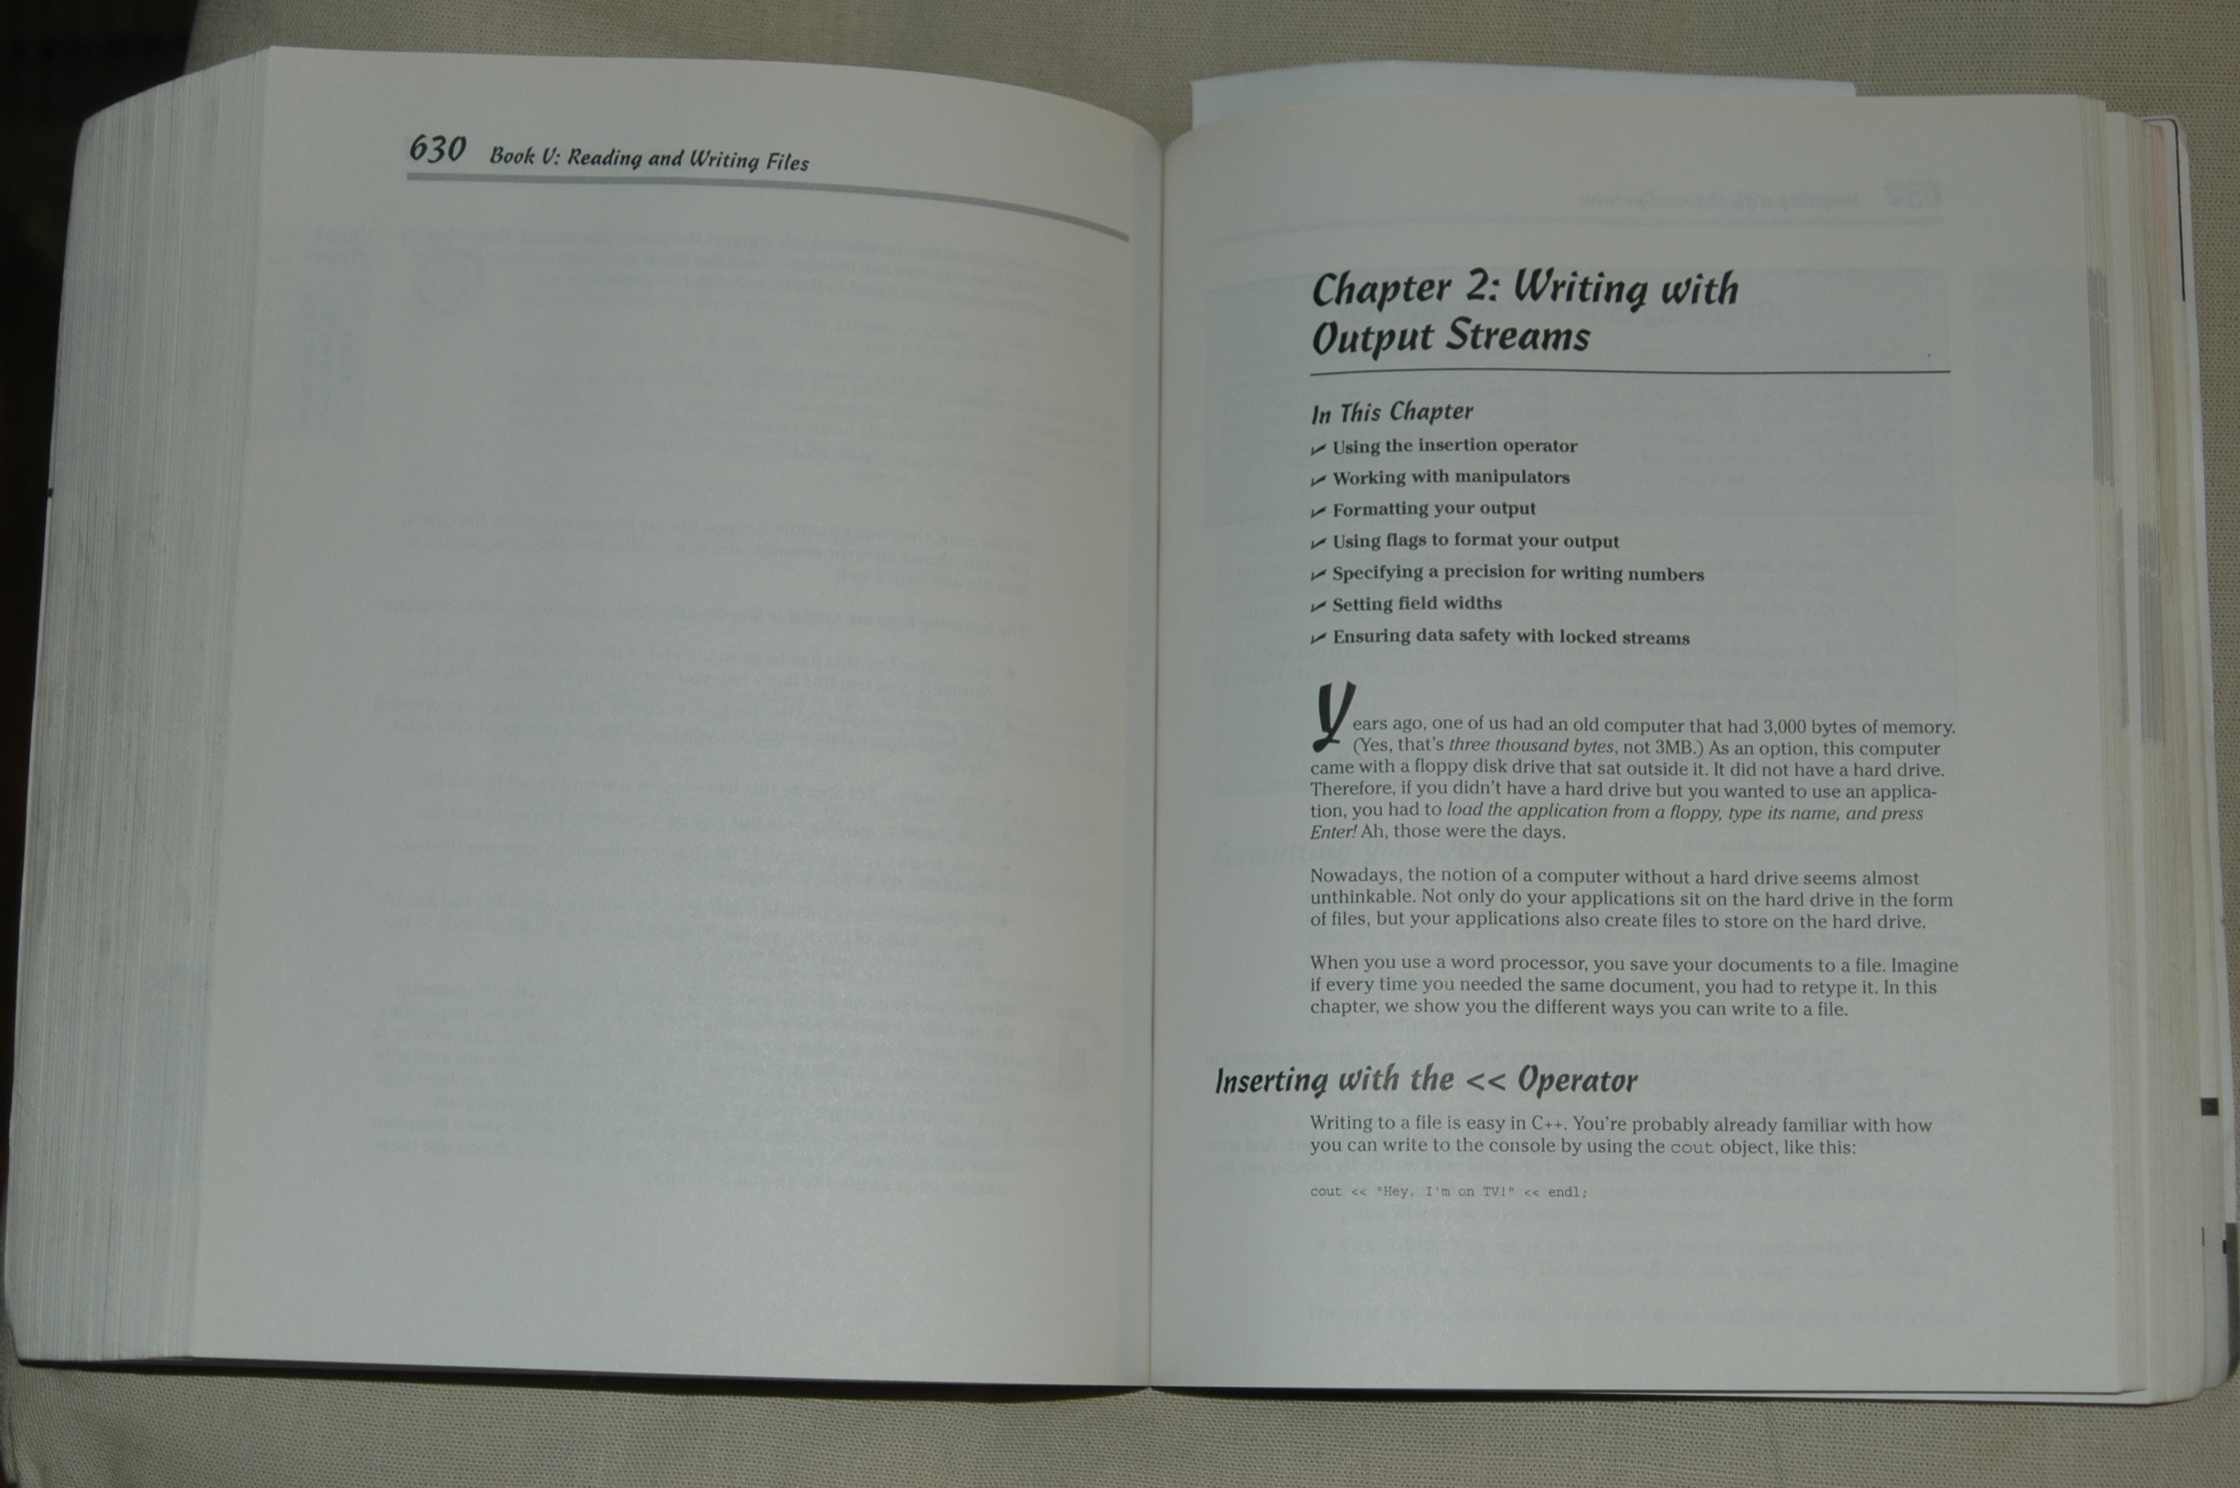 630 Book V: Reading and Writing Files
Chapter 2: Writing with
Output Streams
In This Chapter
✓ Using the insertion operator
✓ Working with manipulators
✓ Formatting your output
✓ Using flags to format your output
✓ Specifying a precision for writing numbers
✓ Setting field widths
✓ Ensuring data safety with locked streams
Years ago, one of us had an old computer that had 3,000 bytes of memory.
(Yes, that's three thousand bytes, not 3MB.) As an option, this computer
came with a floppy disk drive that sat outside it. It did not have a hard drive.
Therefore, if you didn't have a hard drive but you wanted to use an applica-
tion, you had to load the application from a floppy, type its name, and press
Enter! Ah, those were the days.
Nowadays, the notion of a computer without a hard drive seems almost
unthinkable. Not only do your applications sit on the hard drive in the form
of files, but your applications also create files to store on the hard drive.
When you use a word processor, you save your documents to a file. Imagine
if every time you needed the same document, you had to retype it. In this
chapter, we show you the different ways you can write to a file.
Inserting with the << Operator
Writing to a file is easy in C++. You're probably already familiar with how
you can write to the console by using the cout object, like this:
cout << "Hey, I'm on TV!" << endl;